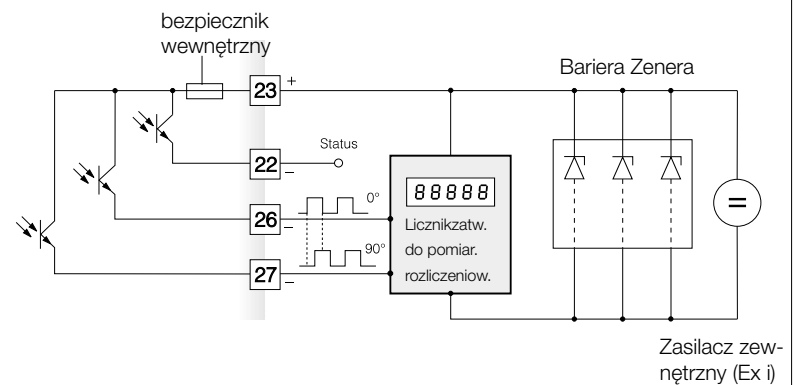 bezpiecznik
wewnętrzny
Bariera Zenera
23 +
Status
22 –
88888
0°
26 –
Licznikzatw.
do pomiar.
90°
27 –
rozliczeniow.
=
Zasilacz zew-
nętrzny (Ex i)